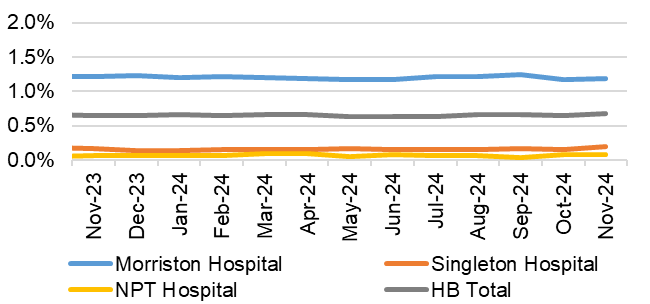 2.0%
1.5%
1.0%
0.5%
0.0%
Nov-23
Dec-23
Jan-24
Feb-24
Mar-24
Apr-24
May-24
Jun-24
Jul-24
Aug-24
Sep-24
Oct-24
Nov-24
Morriston Hospital
Singleton Hospital
NPT Hospital
HB Total